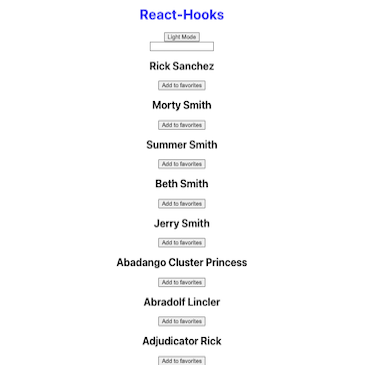 React-Hooks
Light Mode
Rick Sanchez
Add to favorites
Morty Smith
Add to favorites
Summer Smith
Add to favorites
Beth Smith
Add to favorites
Jerry Smith
Add to favorites
Abadango Cluster Princess
Add to favorites
Abradolf Lincler
Add to favorites
Adjudicator Rick
Add to favorites